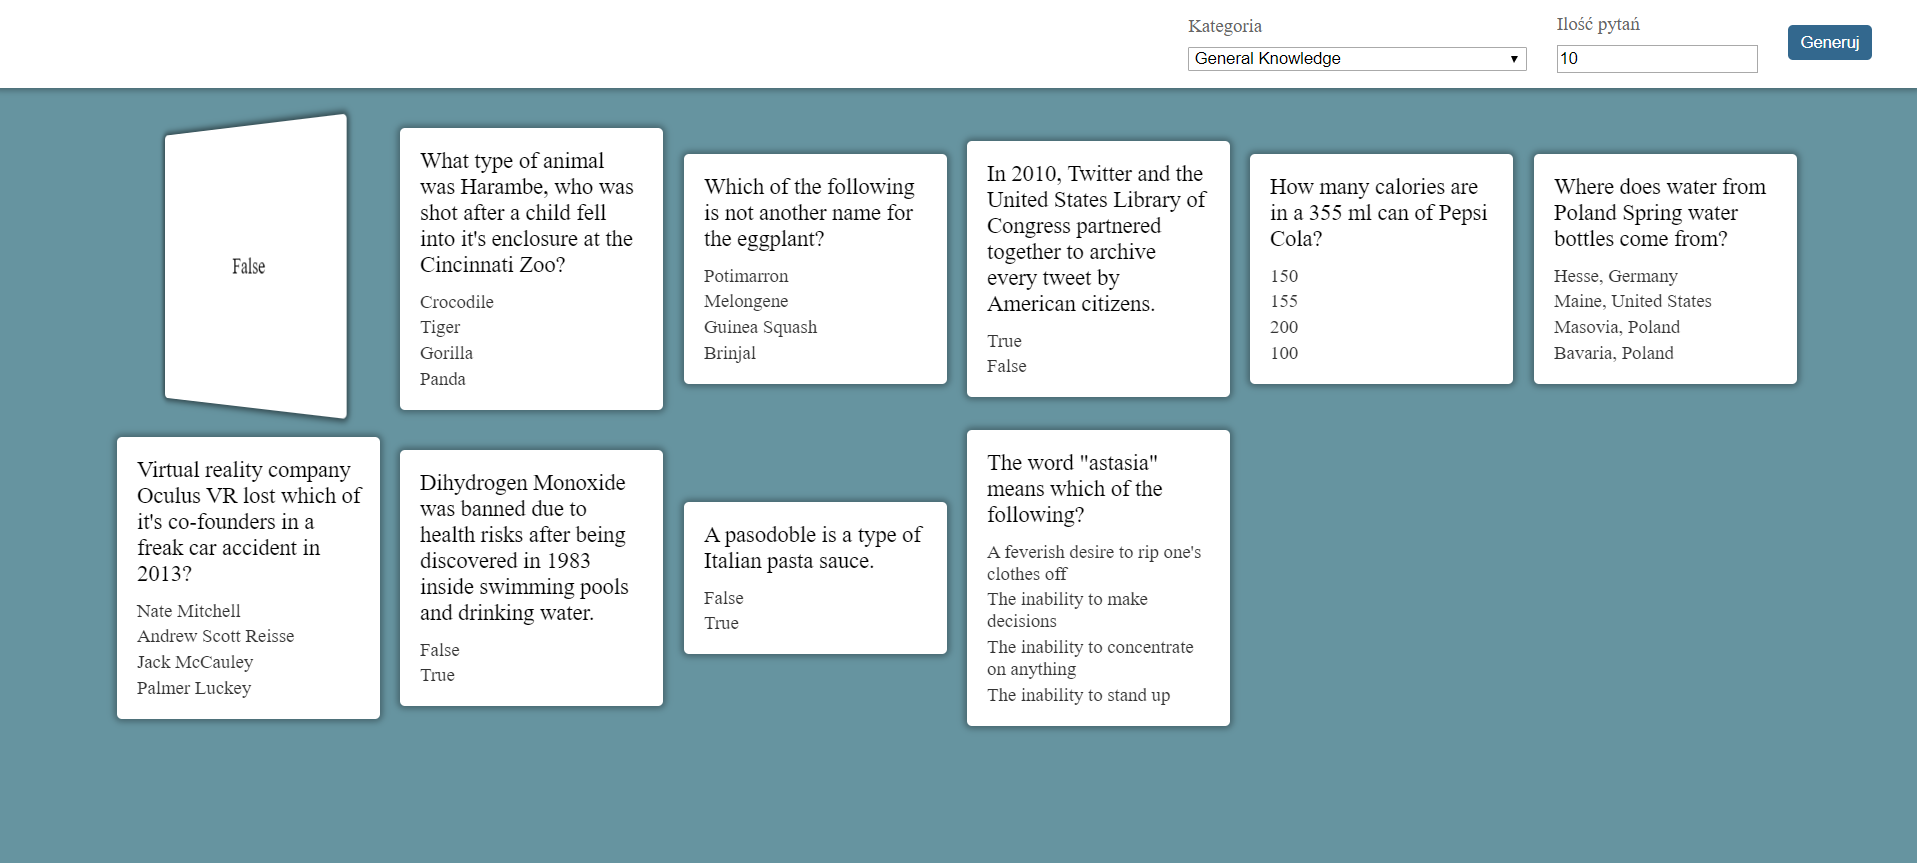 Kategoria
General Knowledge
Ilość pytań
10
Generuj
False
What type of animal
was Harambe, who was
shot after a child fell
into it's enclosure at the
Cincinnati Zoo?
Crocodile
Tiger
Gorilla
Panda
Which of the following
is not another name for
the eggplant?
Potimarron
Melongene
Guinea Squash
Brinjal
In 2010, Twitter and the
United States Library of
Congress partnered
together to archive
every tweet by
American citizens.
True
False
How many calories are
in a 355 ml can of Pepsi
Cola?
150
155
200
100
Where does water from
Poland Spring water
bottles come from?
Hesse, Germany
Maine, United States
Masovia, Poland
Bavaria, Poland
Virtual reality company
Oculus VR lost which of
it's co-founders in a
freak car accident in
2013?
Nate Mitchell
Andrew Scott Reisse
Jack McCauley
Palmer Luckey
Dihydrogen Monoxide
was banned due to
health risks after being
discovered in 1983
inside swimming pools
and drinking water.
False
True
A pasodoble is a type of
Italian pasta sauce.
False
True
The word "astasia"
means which of the
following?
A feverish desire to rip one's
clothes off
The inability to make
decisions
The inability to concentrate
on anything
The inability to stand up